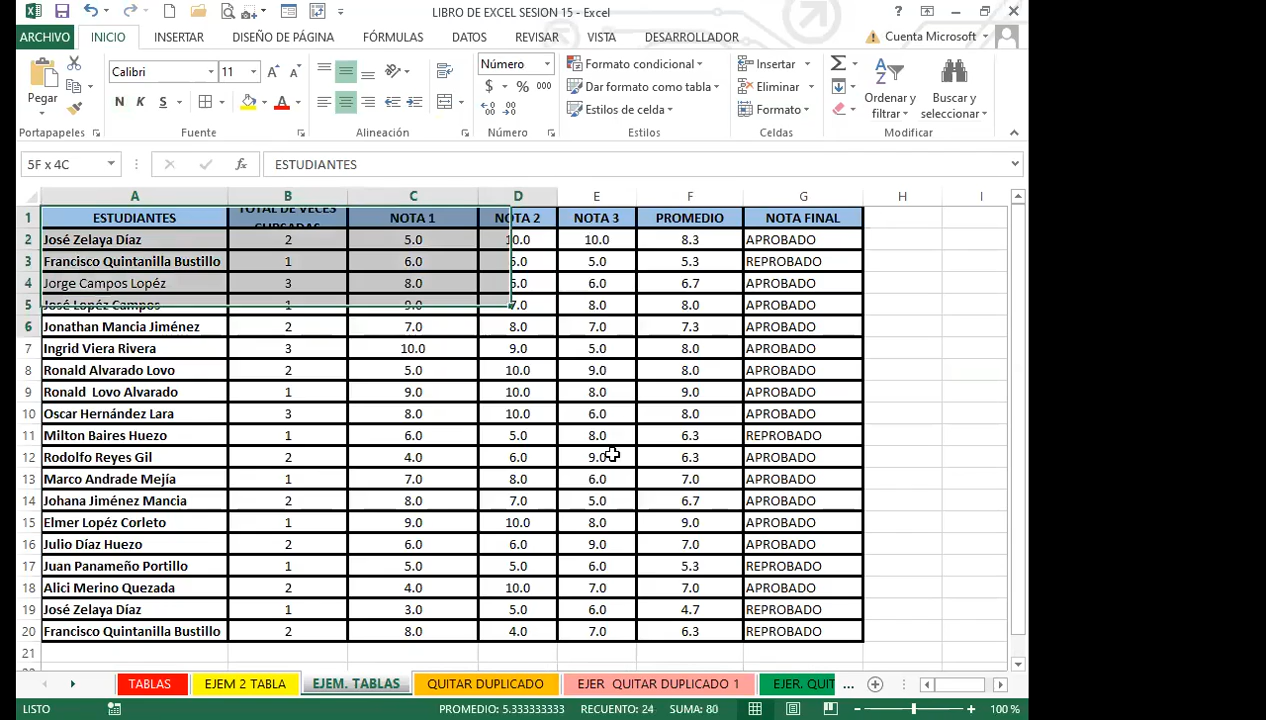 LIBRO DE EXCEL SESION 15 - Excel
ARCHIVO INICIO INSERTAR DISEÑO DE PÁGINA FÓRMULAS DATOS REVISAR VISTA DESARROLLADOR Cuenta Microsoft
Calibri 11 Número Formato condicional Insertar
Pegar N K S $ % 000 Dar formato como tabla Eliminar Ordenar y filtrar Buscar y seleccionar
Estilos de celda Formato
Portapapeles Fuente Alineación Número Estilos Celdas Modificar
5F x 4C fx ESTUDIANTES
A B C D E F G H I
1 ESTUDIANTES TOTAL DE VECES CURSADAS NOTA 1 NOTA 2 NOTA 3 PROMEDIO NOTA FINAL
2 José Zelaya Díaz 2 5.0 10.0 10.0 8.3 APROBADO
3 Francisco Quintanilla Bustillo 1 6.0 5.0 5.0 5.3 REPROBADO
4 Jorge Campos Lopéz 3 8.0 6.0 6.0 6.7 APROBADO
5 José Lopéz Campos 1 9.0 7.0 8.0 8.0 APROBADO
6 Jonathan Mancia Jiménez 2 7.0 8.0 7.0 7.3 APROBADO
7 Ingrid Viera Rivera 3 10.0 9.0 5.0 8.0 APROBADO
8 Ronald Alvarado Lovo 2 5.0 10.0 9.0 8.0 APROBADO
9 Ronald Lovo Alvarado 1 9.0 10.0 8.0 9.0 APROBADO
10 Oscar Hernández Lara 3 8.0 10.0 6.0 8.0 APROBADO
11 Milton Baires Huezo 1 6.0 5.0 8.0 6.3 REPROBADO
12 Rodolfo Reyes Gil 2 4.0 6.0 9.0 6.3 APROBADO
13 Marco Andrade Mejía 1 7.0 8.0 6.0 7.0 APROBADO
14 Johana Jiménez Mancia 2 8.0 7.0 5.0 6.7 APROBADO
15 Elmer Lopéz Corleto 1 9.0 10.0 8.0 9.0 APROBADO
16 Julio Díaz Huezo 2 6.0 6.0 9.0 7.0 APROBADO
17 Juan Panameño Portillo 1 5.0 5.0 6.0 5.3 REPROBADO
18 Alici Merino Quezada 2 4.0 10.0 7.0 7.0 APROBADO
19 José Zelaya Díaz 1 3.0 5.0 6.0 4.7 REPROBADO
20 Francisco Quintanilla Bustillo 2 8.0 4.0 7.0 6.3 REPROBADO
21
TABLAS EJEM 2 TABLA EJEM. TABLAS QUITAR DUPLICADO EJER QUITAR DUPLICADO 1 EJER. QUIT ...
LISTO PROMEDIO: 5.333333333 RECUENTO: 24 SUMA: 80 100 %